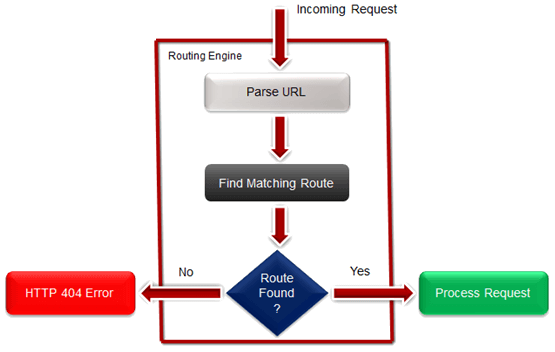 Incoming Request
Routing Engine
Parse URL
Find Matching Route
Route
Found
?
No
Yes
HTTP 404 Error
Process Request